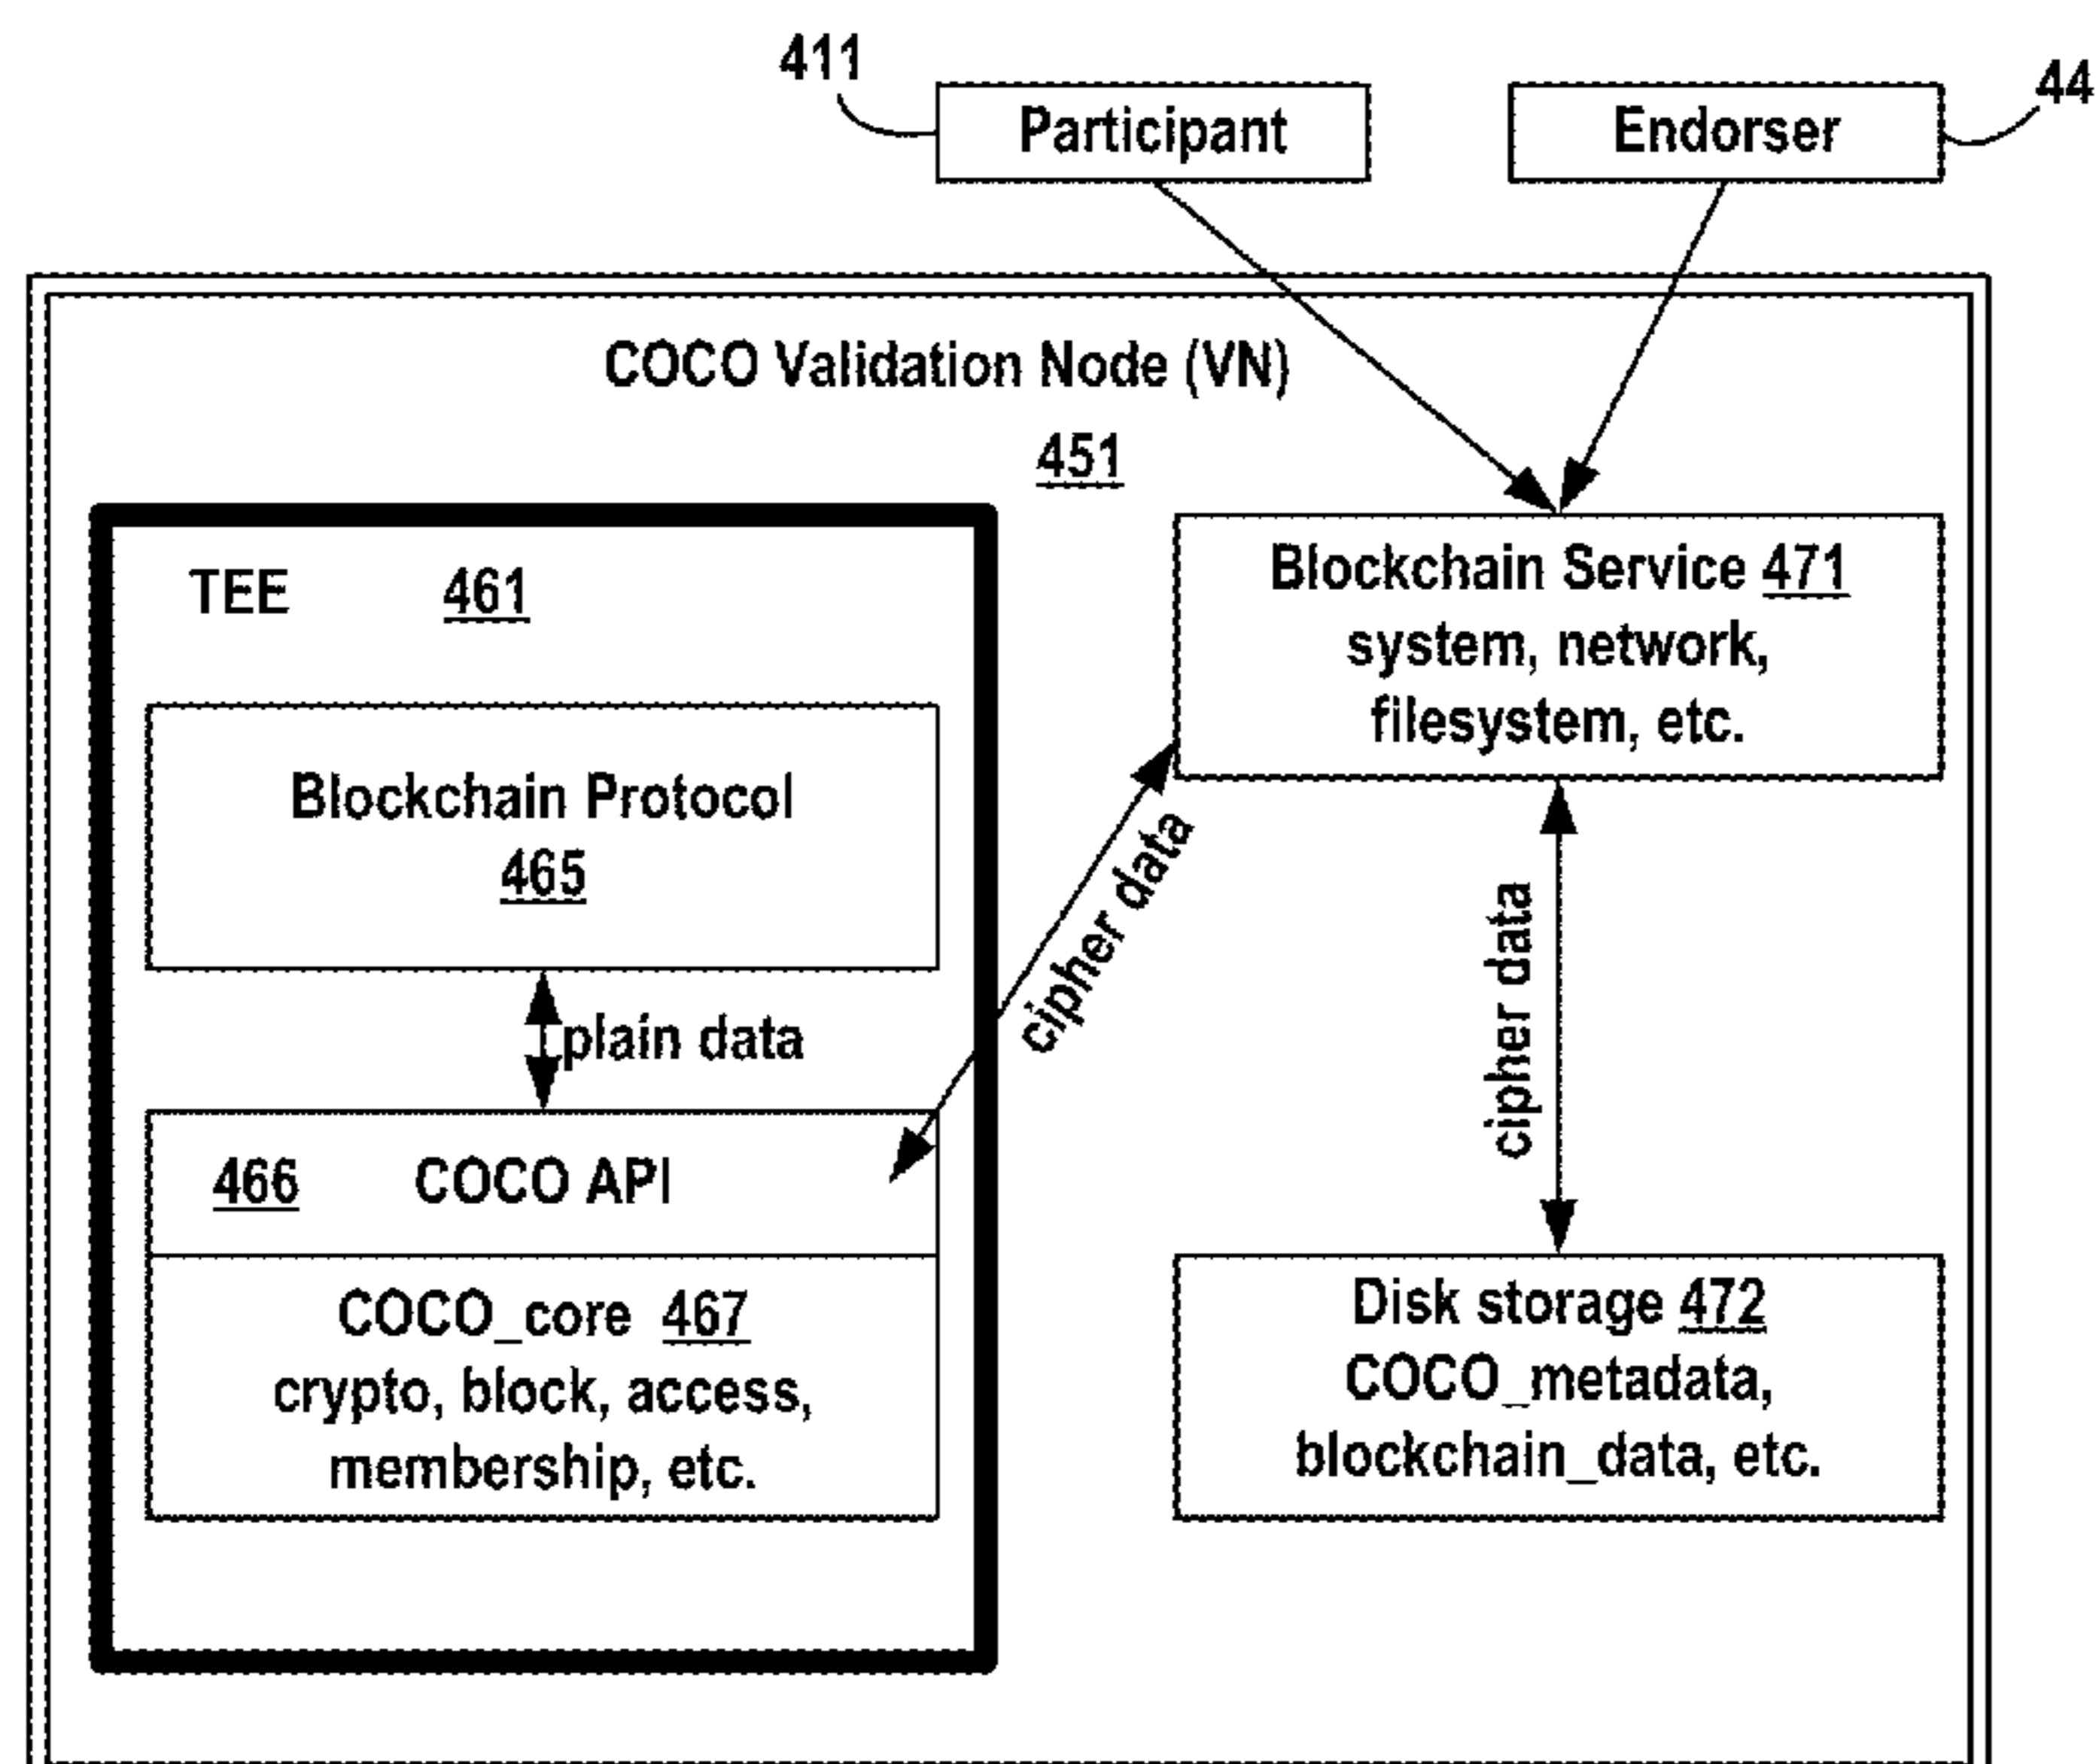 411
Participant
Endorser
44
COCO Validation Node (VN)
451
TEE 461
Blockchain Service 471
system, network,
filesystem, etc.
Blockchain Protocol
465
cipher data
plain data
cipher data
466 COCO API
COCO_core 467
crypto, block, access,
membership, etc.
Disk storage 472
COCO_metadata,
blockchain_data, etc.